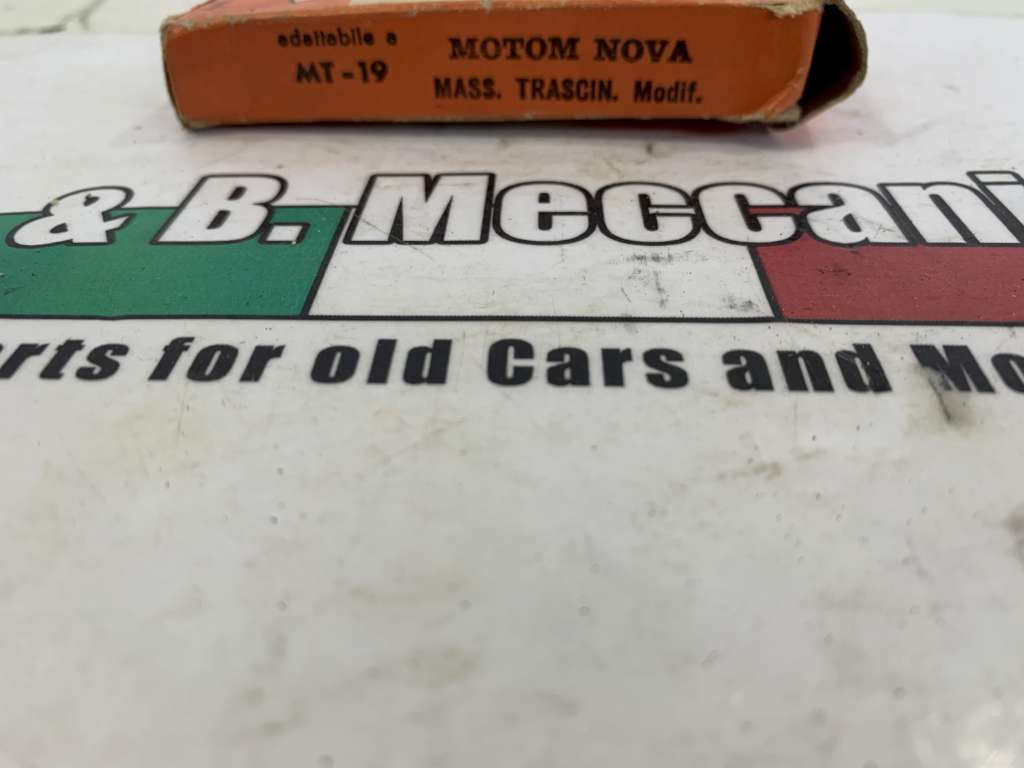 adattabile a
MT-19
MOTOM NOVA
MASS. TRASCIN. Modif.
& B. Meccani
rts for old Cars and Mo